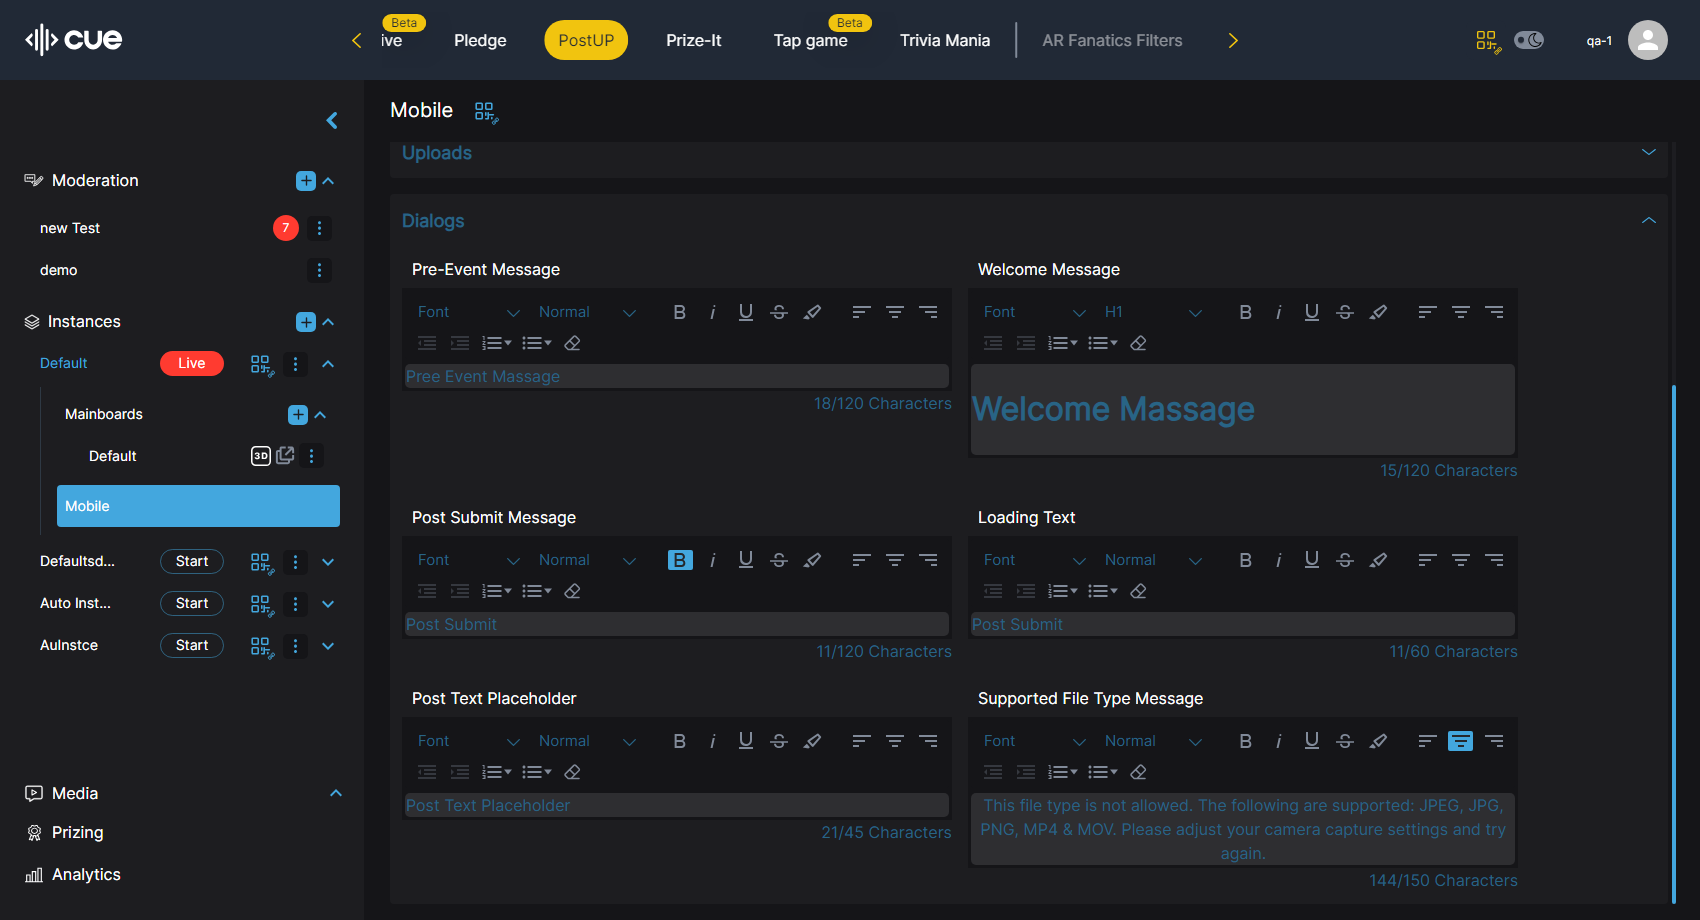 cue
ive
Beta
Pledge
PostUP
Prize-It
Tap game
Beta
Trivia Mania
AR Fanatics Filters
qa-1
Moderation
new Test
7
demo
Instances
Default
Live
Mainboards
Default
3D
Mobile
Defaultsd...
Start
Auto Inst...
Start
AuInstce
Start
Media
Prizing
Analytics
Mobile
Uploads
Dialogs
Pre-Event Message
Font Normal B i U S
Pree Event Massage
18/120 Characters
Welcome Message
Font H1 B i U S
Welcome Massage
15/120 Characters
Post Submit Message
Font Normal B i U S
Post Submit
11/120 Characters
Loading Text
Font Normal B i U S
Post Submit
11/60 Characters
Post Text Placeholder
Font Normal B i U S
Post Text Placeholder
21/45 Characters
Supported File Type Message
Font Normal B i U S
This file type is not allowed. The following are supported: JPEG, JPG,
PNG, MP4 & MOV. Please adjust your camera capture settings and try
again.
144/150 Characters